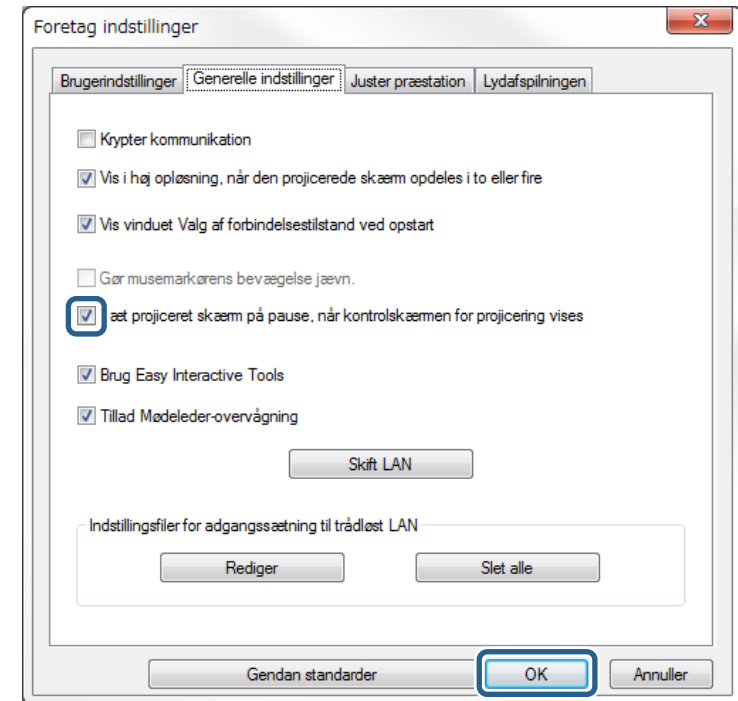 Foretag indstillinger
Brugerindstillinger Generelle indstillinger Juster præstation Lydafspilningen
Krypter kommunikation
Vis i høj opløsning, når den projicerede skærm opdeles i to eller fire
Vis vinduet Valg af forbindelsestilstand ved opstart
Gør musemarkørens bevægelse jævn.
æt projiceret skærm på pause, når kontrolskærmen for projicering vises
Brug Easy Interactive Tools
Tillad Mødeleder-overvågning
Skift LAN
Indstillingsfiler for adgangssætning til trådløst LAN
Rediger Slet alle
Gendan standarder OK Annuller